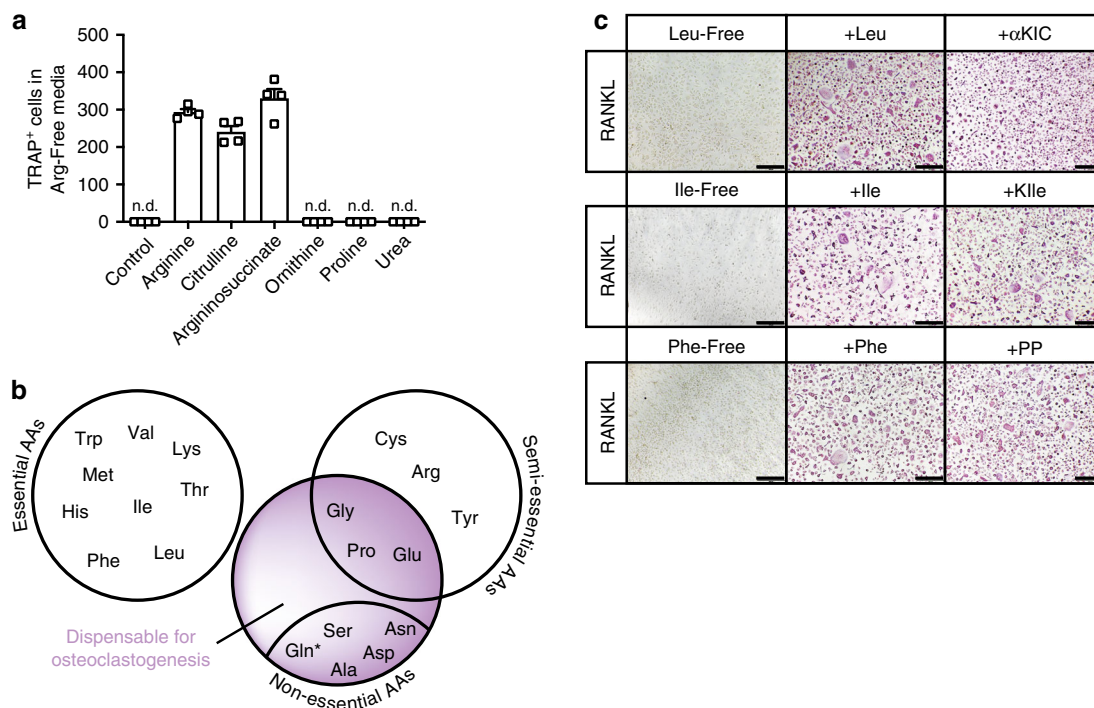 a
TRAP⁺ cells in
Arg-Free media
500
400
300
200
100
0
n.d.
n.d.
n.d.
n.d.
Control
Arginine
Citrulline
Argininosuccinate
Ornithine
Proline
Urea
b
Essential AAs
Trp
Val
Lys
Met
Thr
His
Ile
Phe
Leu
Semi-essential AAs
Cys
Arg
Tyr
Gly
Pro
Glu
Dispensable for
osteoclastogenesis
Ser
Asn
Gln*
Asp
Ala
Non-essential AAs
c
Leu-Free
+Leu
+αKIC
RANKL
Ile-Free
+Ile
+KIle
RANKL
Phe-Free
+Phe
+PP
RANKL